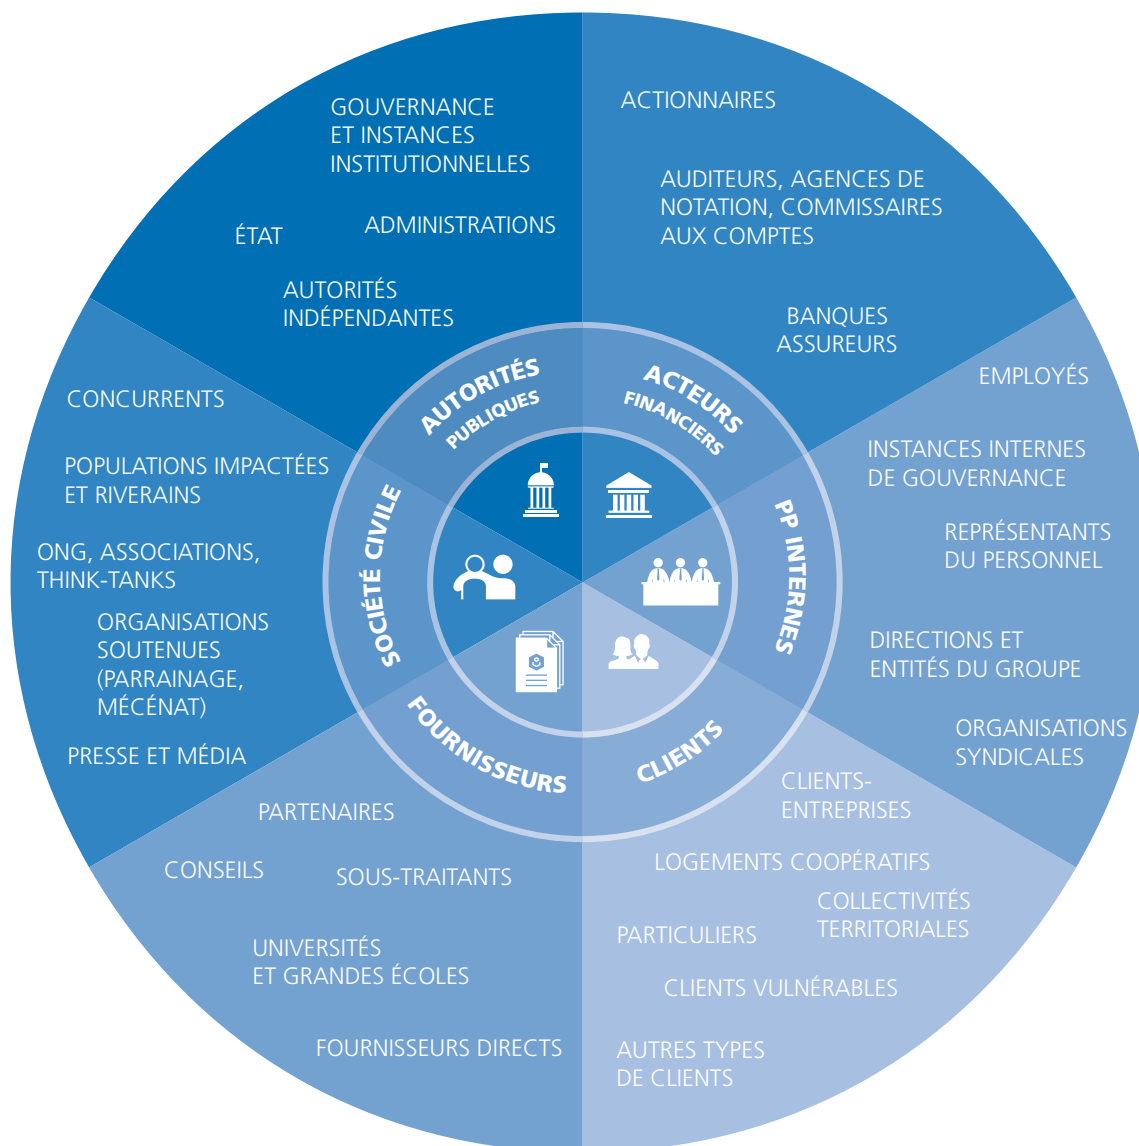 GOUVERNANCE
ET INSTANCES
INSTITUTIONNELLES
ÉTAT
ADMINISTRATIONS
AUTORITÉS
INDÉPENDANTES
ACTIONNAIRES
AUDITEURS, AGENCES DE
NOTATION, COMMISSAIRES
AUX COMPTES
BANQUES
ASSUREURS
EMPLOYÉS
INSTANCES INTERNES
DE GOUVERNANCE
REPRÉSENTANTS
DU PERSONNEL
DIRECTIONS ET
ENTITÉS DU GROUPE
ORGANISATIONS
SYNDICALES
CLIENTS-
ENTREPRISES
LOGEMENTS COOPÉRATIFS
COLLECTIVITÉS
TERRITORIALES
PARTICULIERS
CLIENTS VULNÉRABLES
AUTRES TYPES
DE CLIENTS
PARTENAIRES
CONSEILS
SOUS-TRAITANTS
UNIVERSITÉS
ET GRANDES ÉCOLES
FOURNISSEURS DIRECTS
CONCURRENTS
POPULATIONS IMPACTÉES
ET RIVERAINS
ONG, ASSOCIATIONS,
THINK-TANKS
ORGANISATIONS
SOUTENUES
(PARRAINAGE,
MÉCÉNAT)
PRESSE ET MÉDIA
AUTORITÉS
PUBLIQUES
ACTEURS
FINANCIERS
PP INTERNES
CLIENTS
FOURNISSEURS
SOCIÉTÉ CIVILE